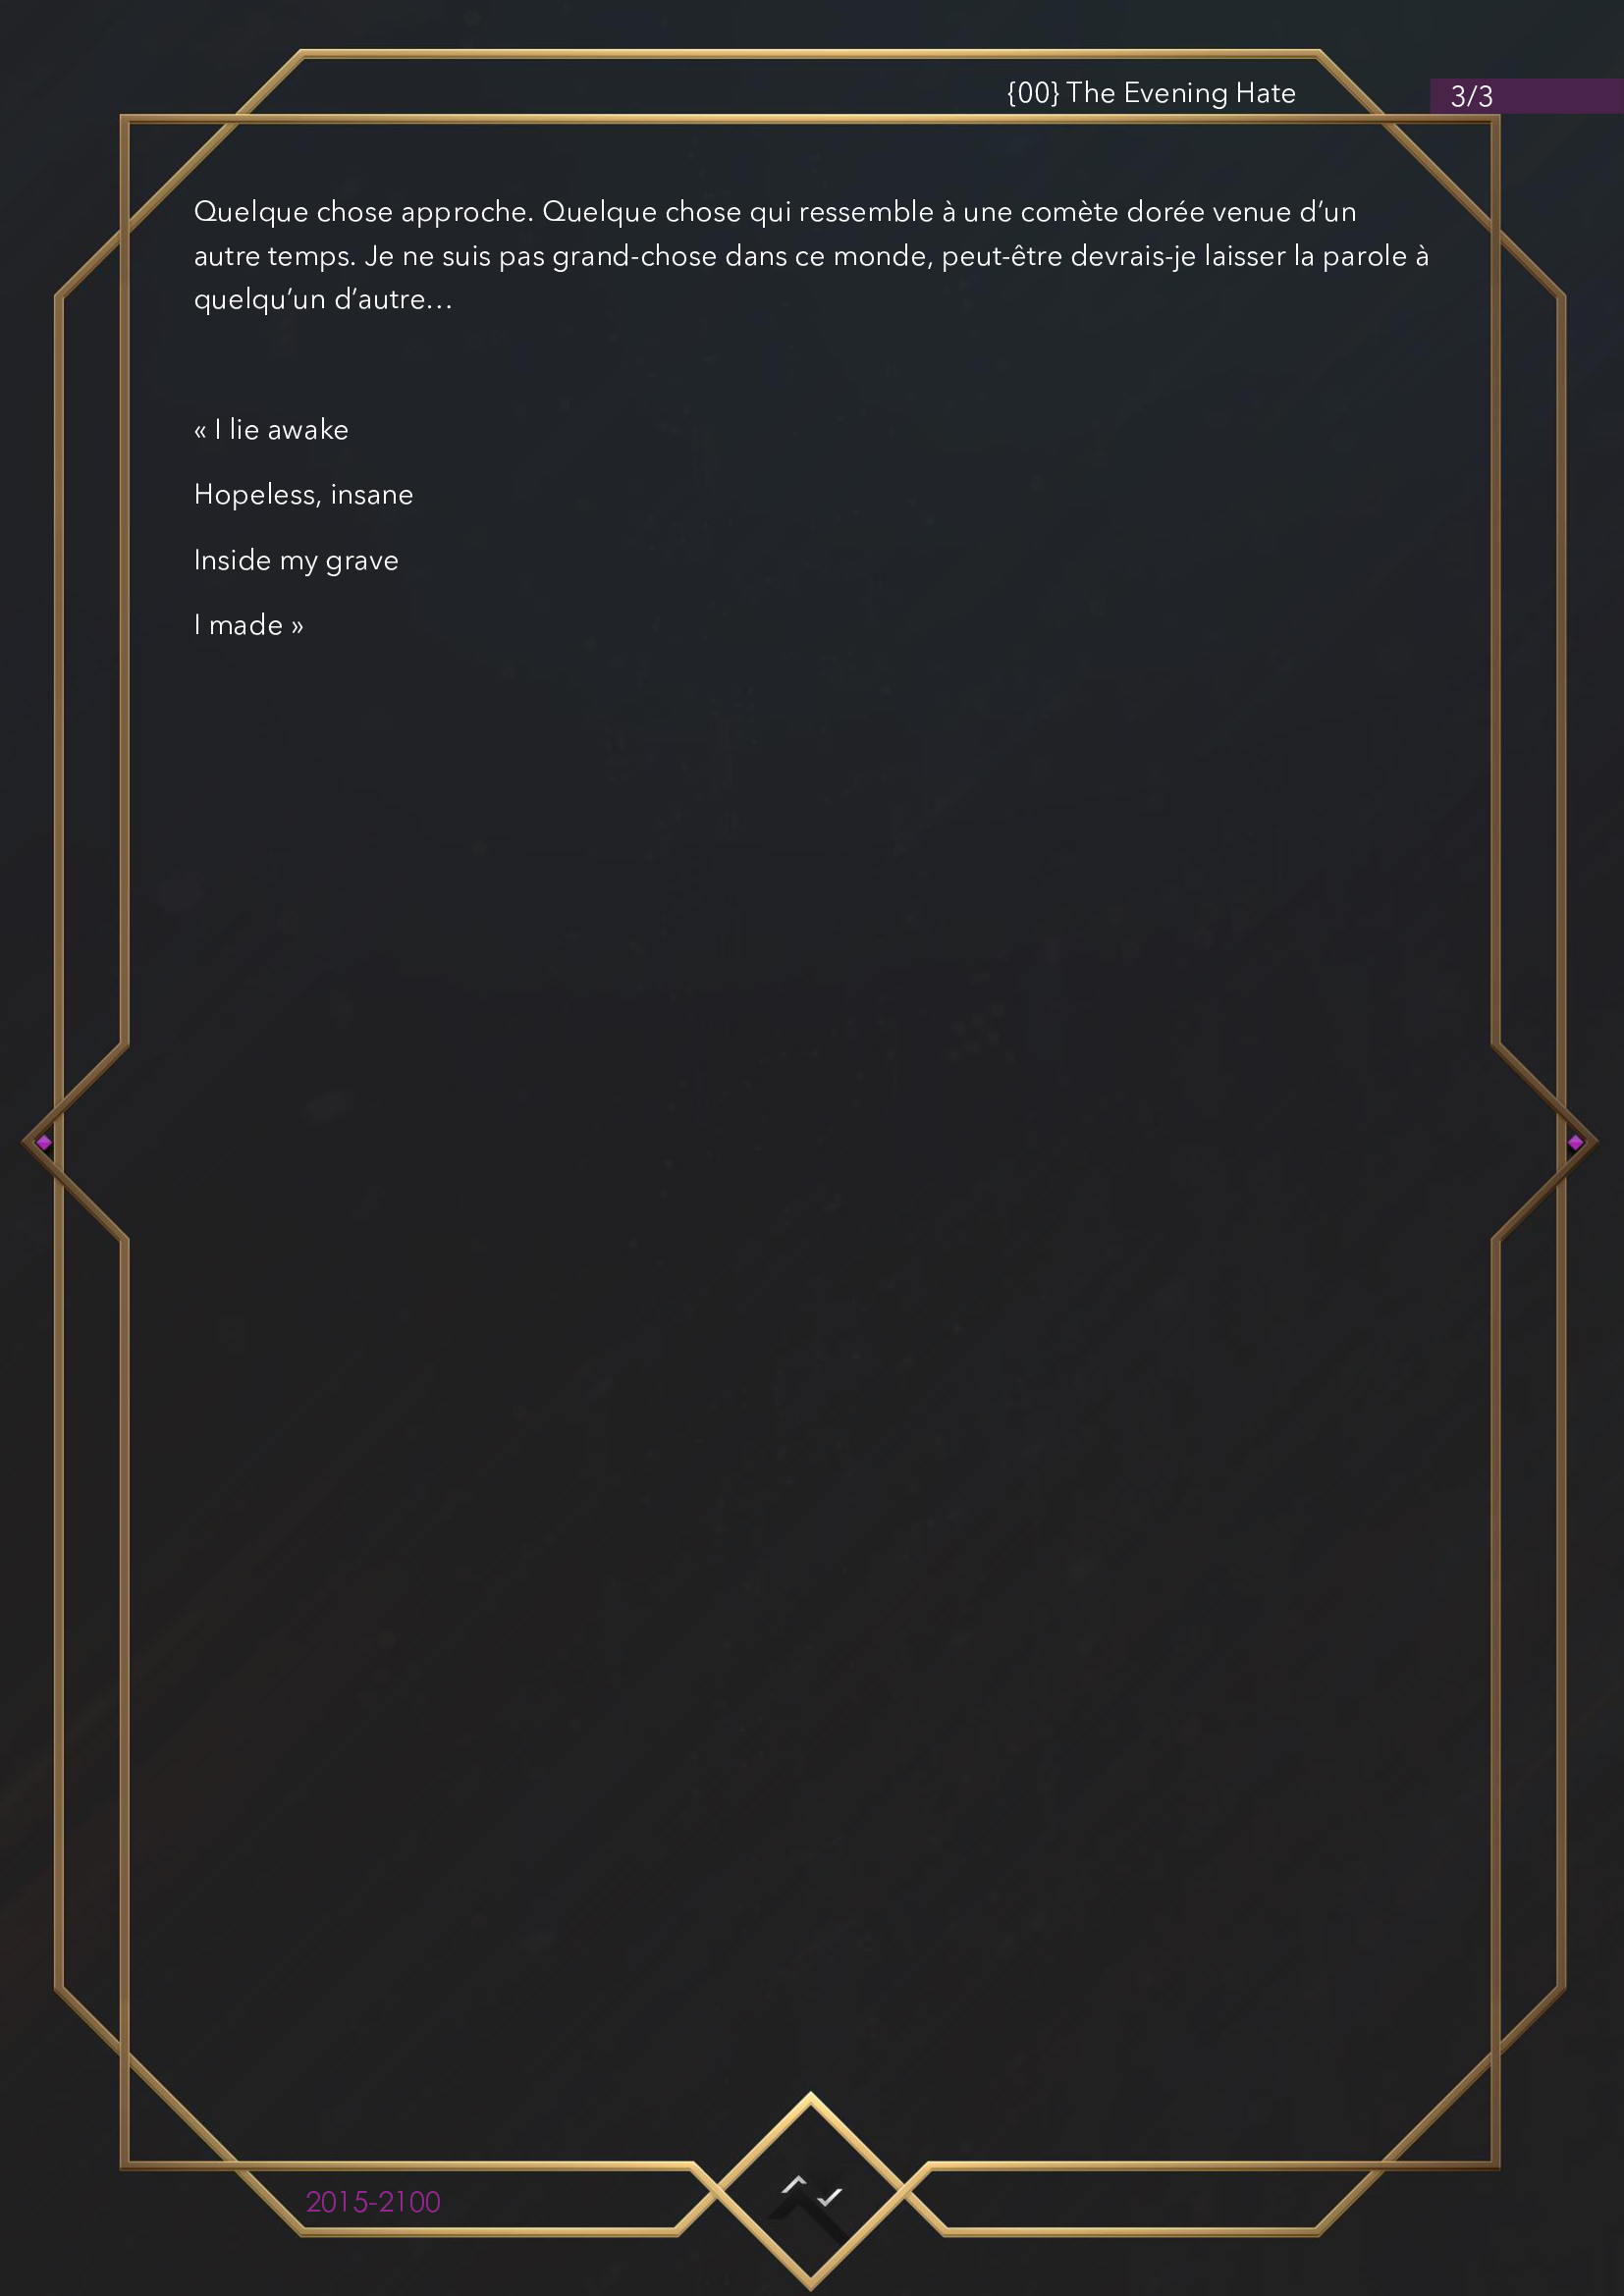 {00} The Evening Hate
3/3
Quelque chose approche. Quelque chose qui ressemble à une comète dorée venue d’un
autre temps. Je ne suis pas grand-chose dans ce monde, peut-être devrais-je laisser la parole à
quelqu’un d’autre…
« I lie awake
Hopeless, insane
Inside my grave
I made »
2015-2100